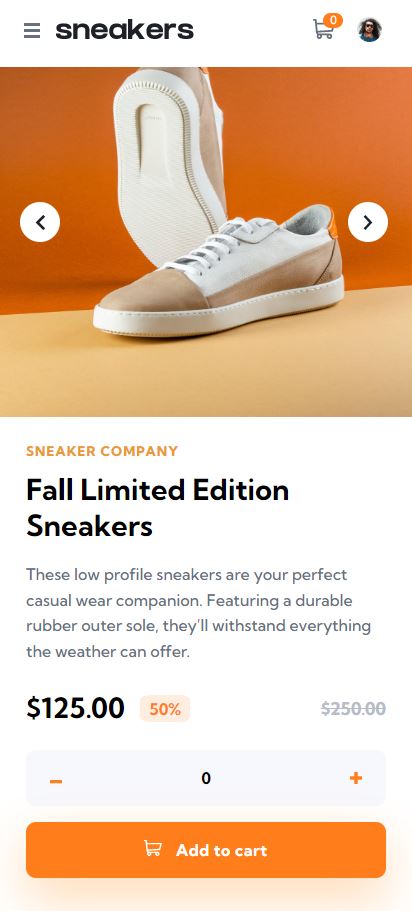 sneakers
0
SNEAKER COMPANY
Fall Limited Edition
Sneakers
These low profile sneakers are your perfect
casual wear companion. Featuring a durable
rubber outer sole, they’ll withstand everything
the weather can offer.
$125.00 50% $250.00
0
Add to cart